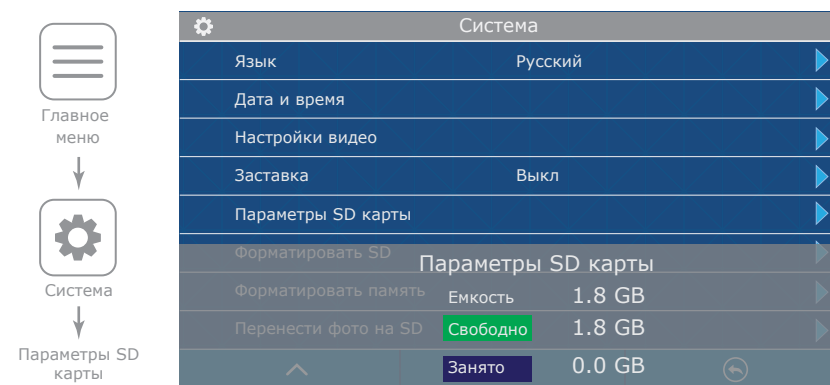 Главное
меню
Система
Параметры SD
карты
Система
Язык Русский
Дата и время
Настройки видео
Заставка Выкл
Параметры SD карты
Форматировать SD
Параметры SD карты
Форматировать память
Емкость 1.8 GB
Перенести фото на SD
Свободно 1.8 GB
Занято 0.0 GB